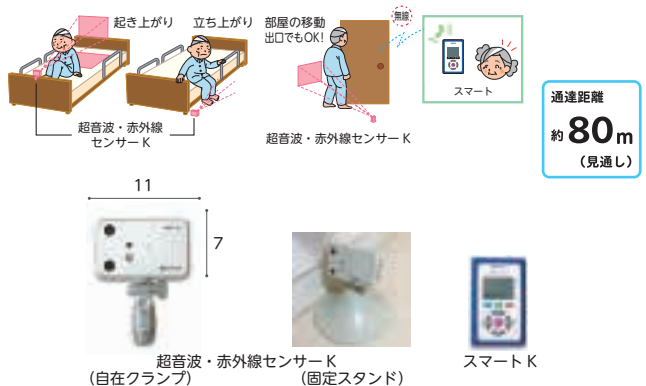 起き上がり
立ち上がり
部屋の移動
出口でもOK!
無線
スマート
超音波・赤外線
センサーK
超音波・赤外線センサーK
通達距離
約80m
(見通し)
11
7
超音波・赤外線センサーK
(自在クランプ)
(固定スタンド)
スマートK